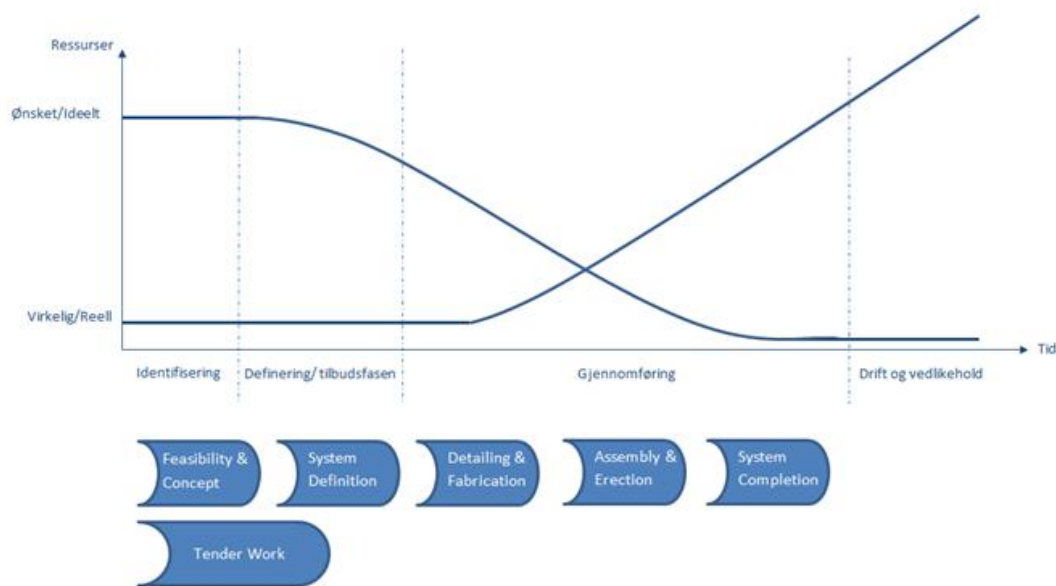 Ressurser
Ønsket/Ideelt
Virkelig/Reell
Tid
Identifisering
Definering/ tilbudsfasen
Gjennomføring
Drift og vedlikehold
Feasibility &
Concept
System
Definition
Detailing &
Fabrication
Assembly &
Erection
System
Completion
Tender Work